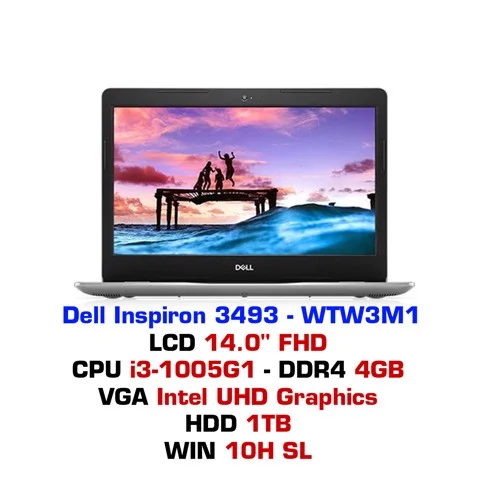 DELL
Dell Inspiron 3493 - WTW3M1
LCD 14.0" FHD
CPU i3-1005G1 - DDR4 4GB
VGA Intel UHD Graphics
HDD 1TB
WIN 10H SL